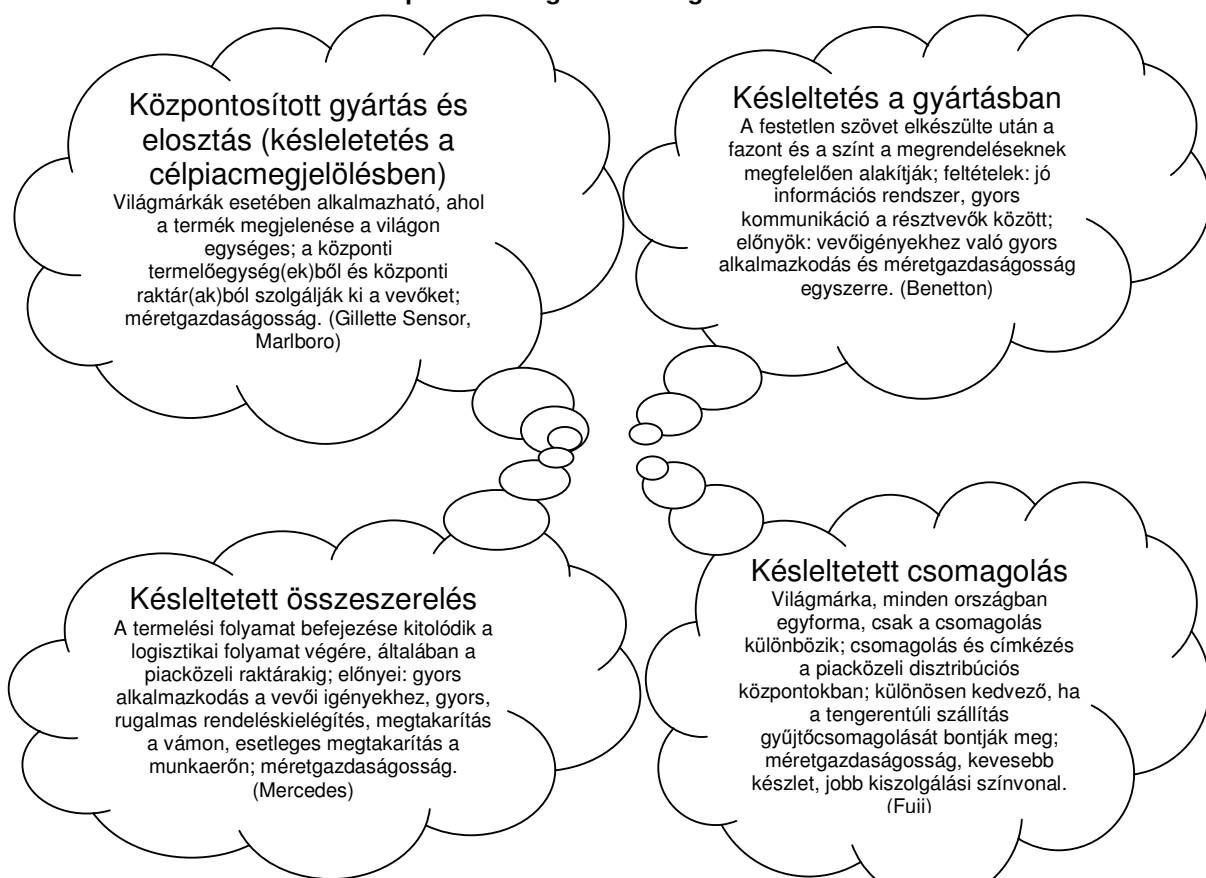 Központosított gyártás és
elosztás (késleletetés a
célpiacmegjelölésben)
Világmárkák esetében alkalmazható, ahol
a termék megjelenése a világon
egységes; a központi
termelőegység(ek)ből és központi
raktár(ak)ból szolgálják ki a vevőket;
méretgazdaságosság. (Gillette Sensor,
Marlboro)
Késleltetés a gyártásban
A festetlen szövet elkészülte után a
fazont és a színt a megrendeléseknek
megfelelően alakítják; feltételek: jó
információs rendszer, gyors
kommunikáció a résztvevők között;
előnyök: vevőigényekhez való gyors
alkalmazkodás és méretgazdaságosság
egyszerre. (Benetton)
Késleltetett összeszerelés
A termelési folyamat befejezése kitolódik a
logisztikai folyamat végére, általában a
piacközeli raktárakig; előnyei: gyors
alkalmazkodás a vevői igényekhez, gyors,
rugalmas rendeléskielégítés, megtakarítás
a vámon, esetleges megtakarítás a
munkaerőn; méretgazdaságosság.
(Mercedes)
Késleltetett csomagolás
Világmárka, minden országban
egyforma, csak a csomagolás
különbözik; csomagolás és címkézés
a piacközeli disztribúciós
központokban; különösen kedvező, ha
a tengerentúli szállítás
gyűjtőcsomagolását bontják meg;
méretgazdaságosság, kevesebb
készlet, jobb kiszolgálási színvonal.
(Fuji)